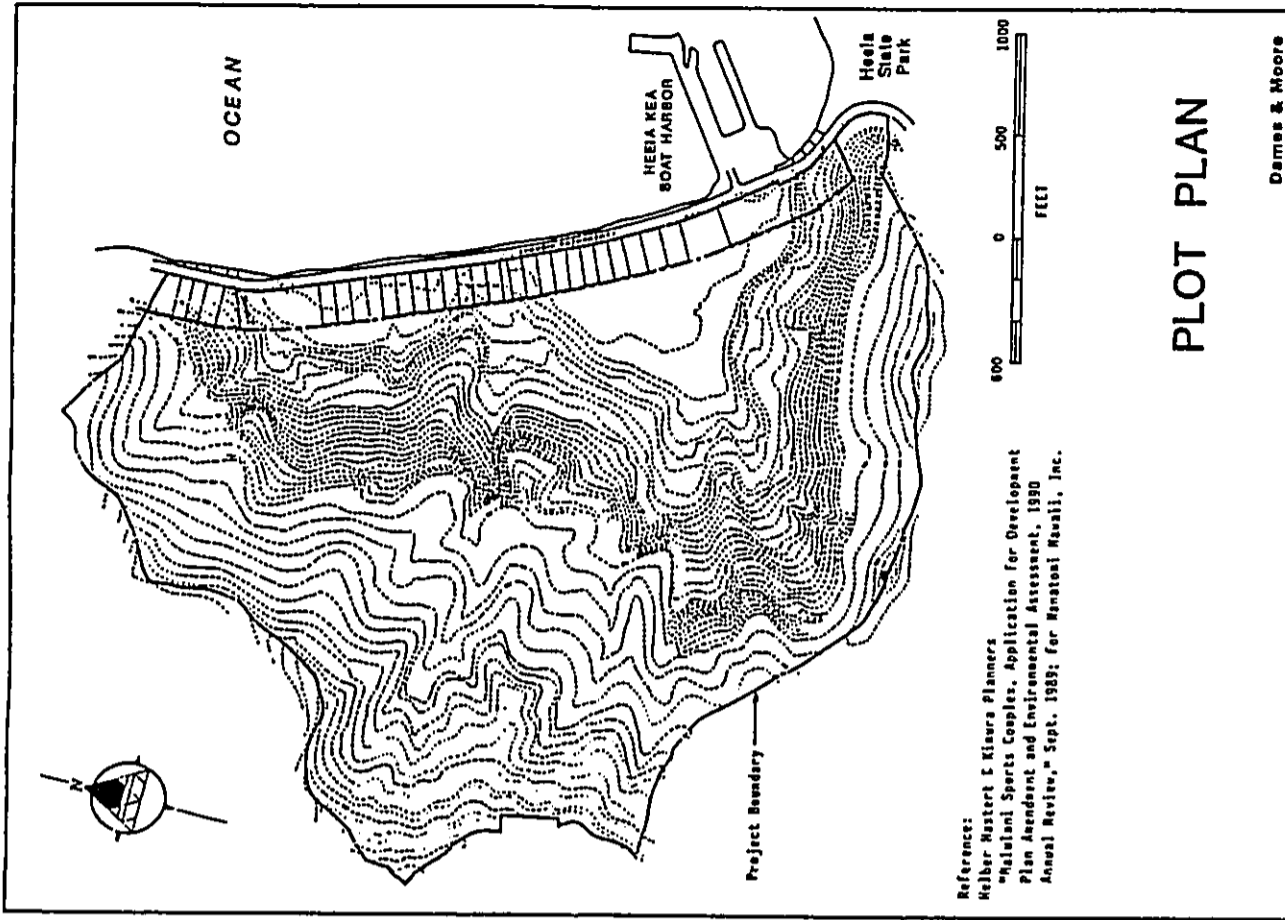 N
OCEAN
HEEIA KEA
BOAT HARBOR
Heeia
State
Park
Project Boundary
Reference:
Helber Hastert & Kimura Planners
"Malulani Sports Complex, Application for Development
Plan Amendment and Environmental Assessment, 1990
Annual Review," Sept. 1989; For Nanatomi Hawaii, Inc.
500 0 500 1000
FEET
PLOT PLAN
Dames & Moore